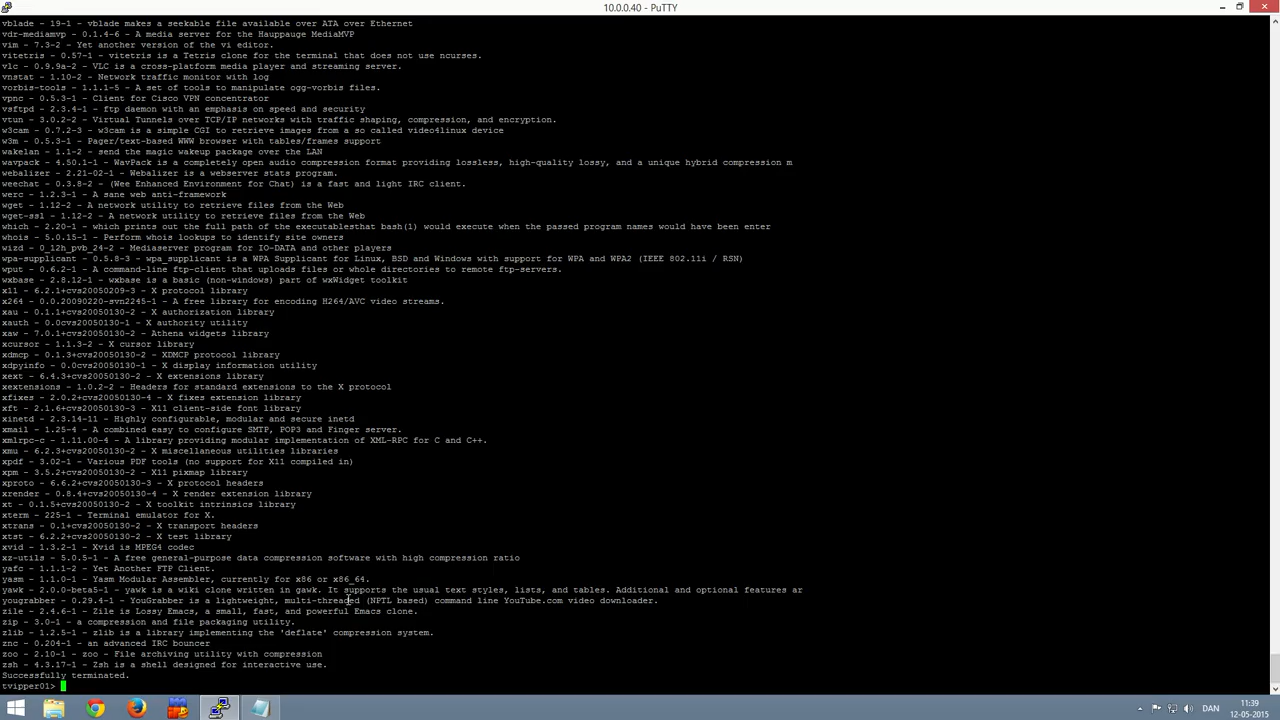 10.0.0.40 - PuTTY
vblade - 19-1 - vblade makes a seekable file available over ATA over Ethernet
vdr-mediamvp - 0.1.4-6 - A media server for the Hauppauge MediaMVP
vim - 7.3-2 - Yet another version of the vi editor.
vitetris - 0.57-1 - vitetris is a Tetris clone for the terminal that does not use ncurses.
vlc - 0.9.9a-2 - VLC is a cross-platform media player and streaming server.
vnstat - 1.10-2 - Network traffic monitor with log
vorbis-tools - 1.1.1-5 - A set of tools to manipulate ogg-vorbis files.
vpnc - 0.5.3-1 - Client for Cisco VPN concentrator
vsftpd - 2.3.4-1 - ftp daemon with an emphasis on speed and security
vtun - 3.0.2-2 - Virtual Tunnels over TCP/IP networks with traffic shaping, compression, and encryption.
w3cam - 0.7.2-3 - w3cam is a simple CGI to retrieve images from a so called video4linux device
w3m - 0.5.3-1 - Pager/text-based WWW browser with tables/frames support
wakelan - 1.1-2 - send the magic wakeup package over the LAN
wavpack - 4.50.1-1 - WavPack is a completely open audio compression format providing lossless, high-quality lossy, and a unique hybrid compression m
webalizer - 2.21-02-1 - Webalizer is a webserver stats program.
weechat - 0.3.8-2 - (Wee Enhanced Environment for Chat) is a fast and light IRC client.
werc - 1.2.3-1 - A sane web anti-framework
wget - 1.12-2 - A network utility to retrieve files from the Web
wget-ssl - 1.12-2 - A network utility to retrieve files from the Web
which - 2.20-1 - which prints out the full path of the executablesthat bash(1) would execute when the passed program names would have been enter
whois - 5.0.15-1 - Perform whois lookups to identify site owners
wizd - 0_12h_pvb_24-2 - Mediaserver program for IO-DATA and other players
wpa-supplicant - 0.5.8-3 - wpa_supplicant is a WPA Supplicant for Linux, BSD and Windows with support for WPA and WPA2 (IEEE 802.11i / RSN)
wput - 0.6.2-1 - A command-line ftp-client that uploads files or whole directories to remote ftp-servers.
wxbase - 2.8.12-1 - wxbase is a basic (non-windows) part of wxWidget toolkit
x11 - 6.2.1+cvs20050209-3 - X protocol library
x264 - 0.0.20090220-svn2245-1 - A free library for encoding H264/AVC video streams.
xau - 0.1.1+cvs20050130-2 - X authorization library
xauth - 0.0cvs20050130-1 - X authority utility
xaw - 7.0.1+cvs20050130-2 - Athena widgets library
xcursor - 1.1.3-2 - X cursor library
xdmcp - 0.1.3+cvs20050130-2 - XDMCP protocol library
xdpyinfo - 0.0cvs20050130-1 - X display information utility
xext - 6.4.3+cvs20050130-2 - X extensions library
xextensions - 1.0.2-2 - Headers for standard extensions to the X protocol
xfixes - 2.0.2+cvs20050130-4 - X fixes extension library
xft - 2.1.6+cvs20050130-3 - X11 client-side font library
xinetd - 2.3.14-11 - Highly configurable, modular and secure inetd
xmail - 1.25-4 - A combined easy to configure SMTP, POP3 and Finger server.
xmlrpc-c - 1.11.00-4 - A library providing modular implementation of XML-RPC for C and C++.
xmu - 6.2.3+cvs20050130-2 - X miscellaneous utilities libraries
xpdf - 3.02-1 - Various PDF tools (no support for X11 compiled in)
xpm - 3.5.2+cvs20050130-2 - X11 pixmap library
xproto - 6.6.2+cvs20050130-3 - X protocol headers
xrender - 0.8.4+cvs20050130-4 - X render extension library
xt - 0.1.5+cvs20050130-2 - X toolkit intrinsics library
xterm - 225-1 - Terminal emulator for X.
xtrans - 0.1+cvs20050130-2 - X transport headers
xtst - 6.2.2+cvs20050130-2 - X test library
xvid - 1.3.2-1 - Xvid is MPEG4 codec
xz-utils - 5.0.5-1 - A free general-purpose data compression software with high compression ratio
yafc - 1.1.1-2 - Yet Another FTP Client.
yasm - 1.1.0-1 - Yasm Modular Assembler, currently for x86 or x86_64.
yawk - 2.0.0-beta5-1 - yawk is a wiki clone written in gawk. It supports the usual text styles, lists, and tables. Additional and optional features ar
yougrabber - 0.29.4-1 - YouGrabber is a lightweight, multi-threaded (NPTL based) command line YouTube.com video downloader.
zile - 2.4.6-1 - Zile is Lossy Emacs, a small, fast, and powerful Emacs clone.
zip - 3.0-1 - a compression and file packaging utility.
zlib - 1.2.5-1 - zlib is a library implementing the 'deflate' compression system.
znc - 0.204-1 - an advanced IRC bouncer
zoo - 2.10-1 - zoo - File archiving utility with compression
zsh - 4.3.17-1 - Zsh is a shell designed for interactive use.
Successfully terminated.
tvipper01>
DAN
11:39
12-05-2015